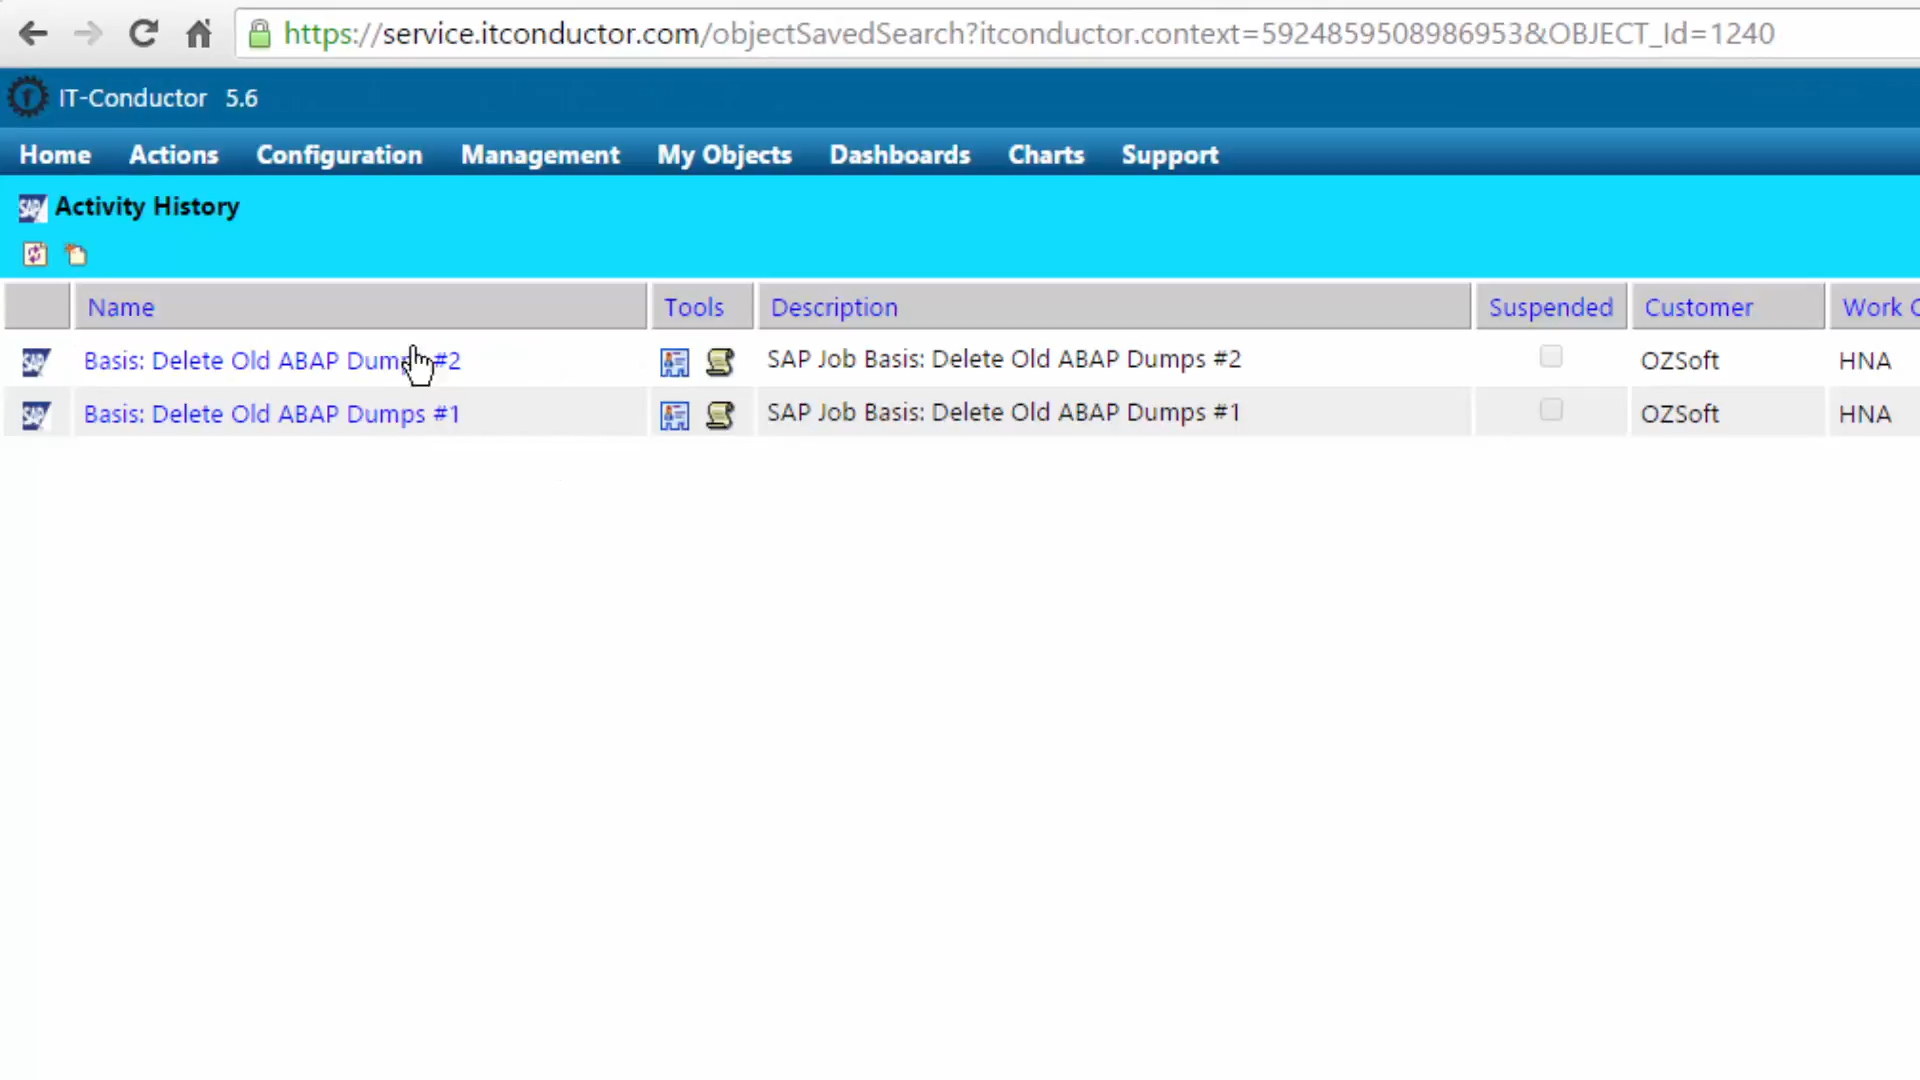 https://service.itconductor.com/objectSavedSearch?itconductor.context=5924859508986953&OBJECT_Id=1240
IT-Conductor 5.6
Home Actions Configuration Management My Objects Dashboards Charts Support
SAP Activity History
Name Tools Description Suspended Customer Work
SAP Basis: Delete Old ABAP Dumps #2 SAP Job Basis: Delete Old ABAP Dumps #2 OZSoft HNA
SAP Basis: Delete Old ABAP Dumps #1 SAP Job Basis: Delete Old ABAP Dumps #1 OZSoft HNA